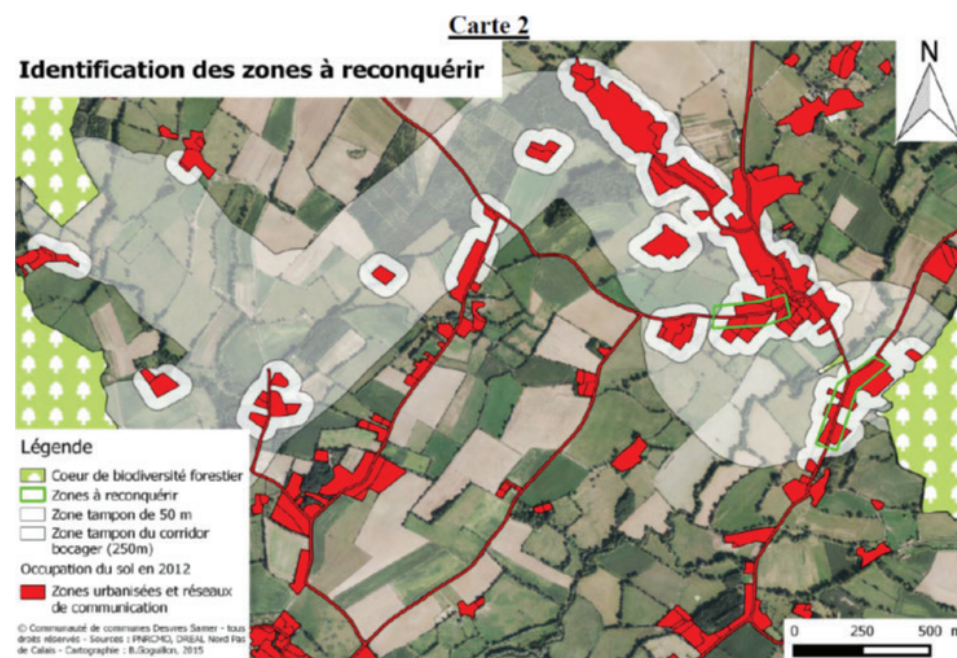 Carte 2
Identification des zones à reconquérir
N
Légende
Coeur de biodiversité forestier
Zones à reconquérir
Zone tampon de 50 m
Zone tampon du corridor
bocager (250m)
Occupation du sol en 2012
Zones urbanisées et réseaux
de communication
© Communauté de communes Desvres Samer - tous
droits réservés - Sources : PNRCMO, DREAL Nord Pas
de Calais - Cartographie : B.Goguillon, 2015
0 250 500 m